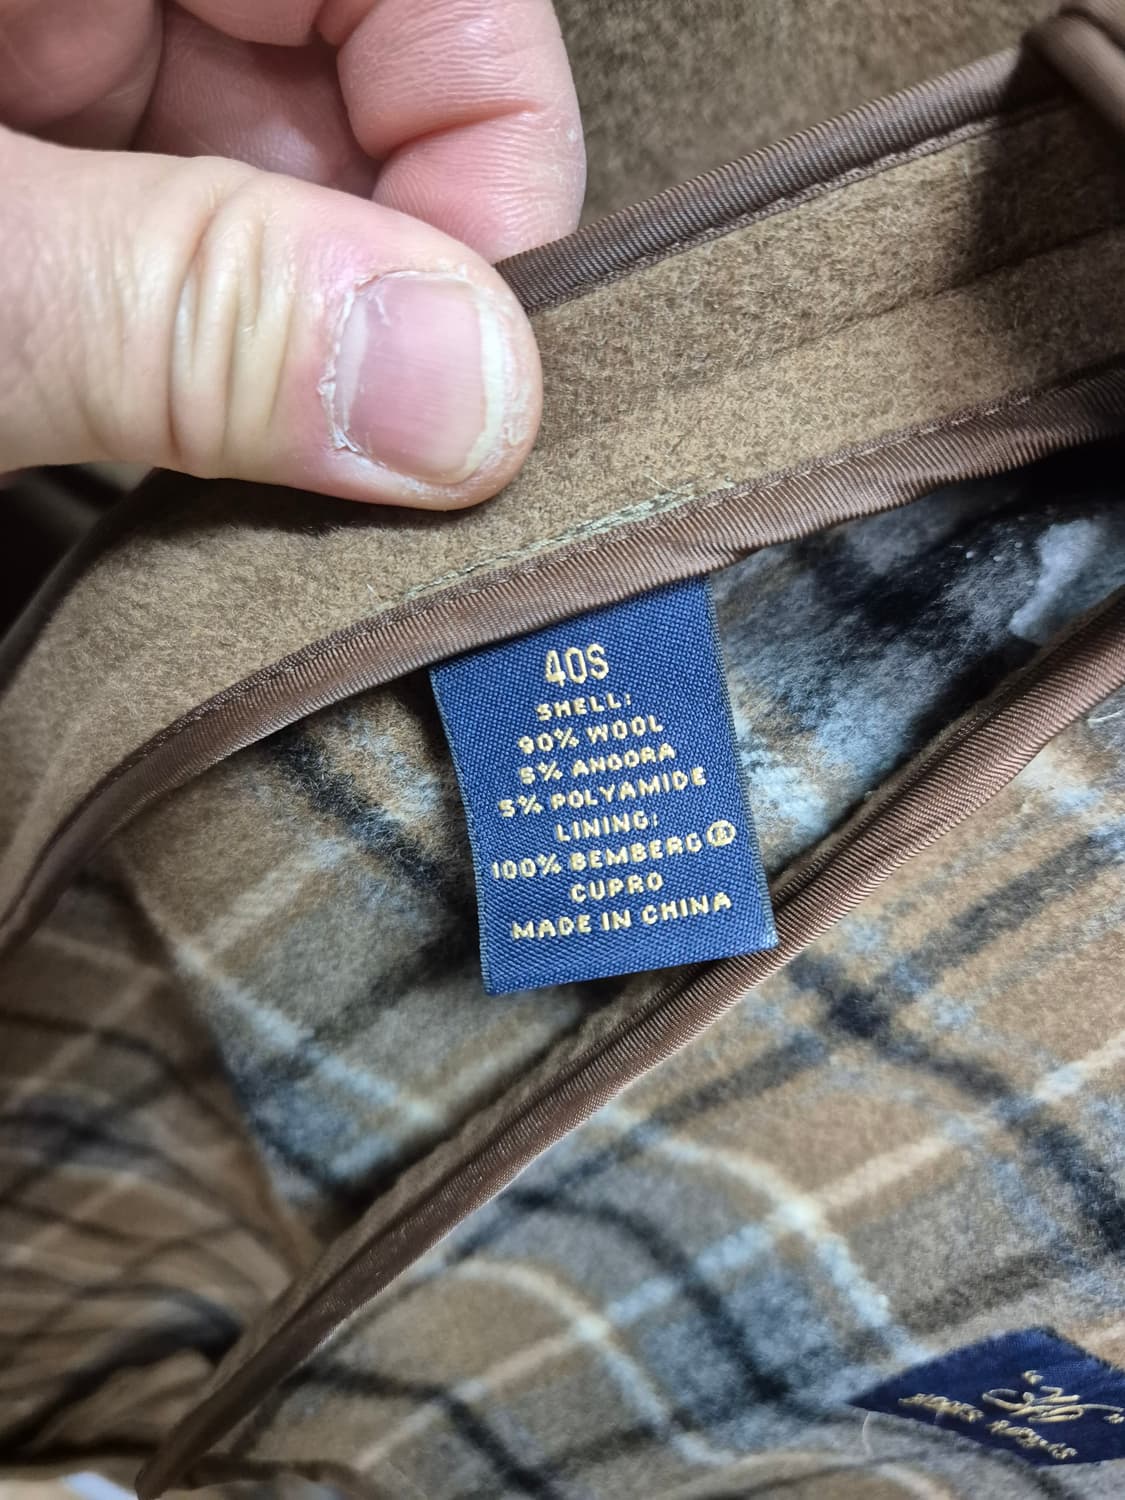 40S
SHELL:
90% WOOL
5% ANGORA
5% POLYAMIDE
LINING:
100% BEMBERG®
CUPRO
MADE IN CHINA